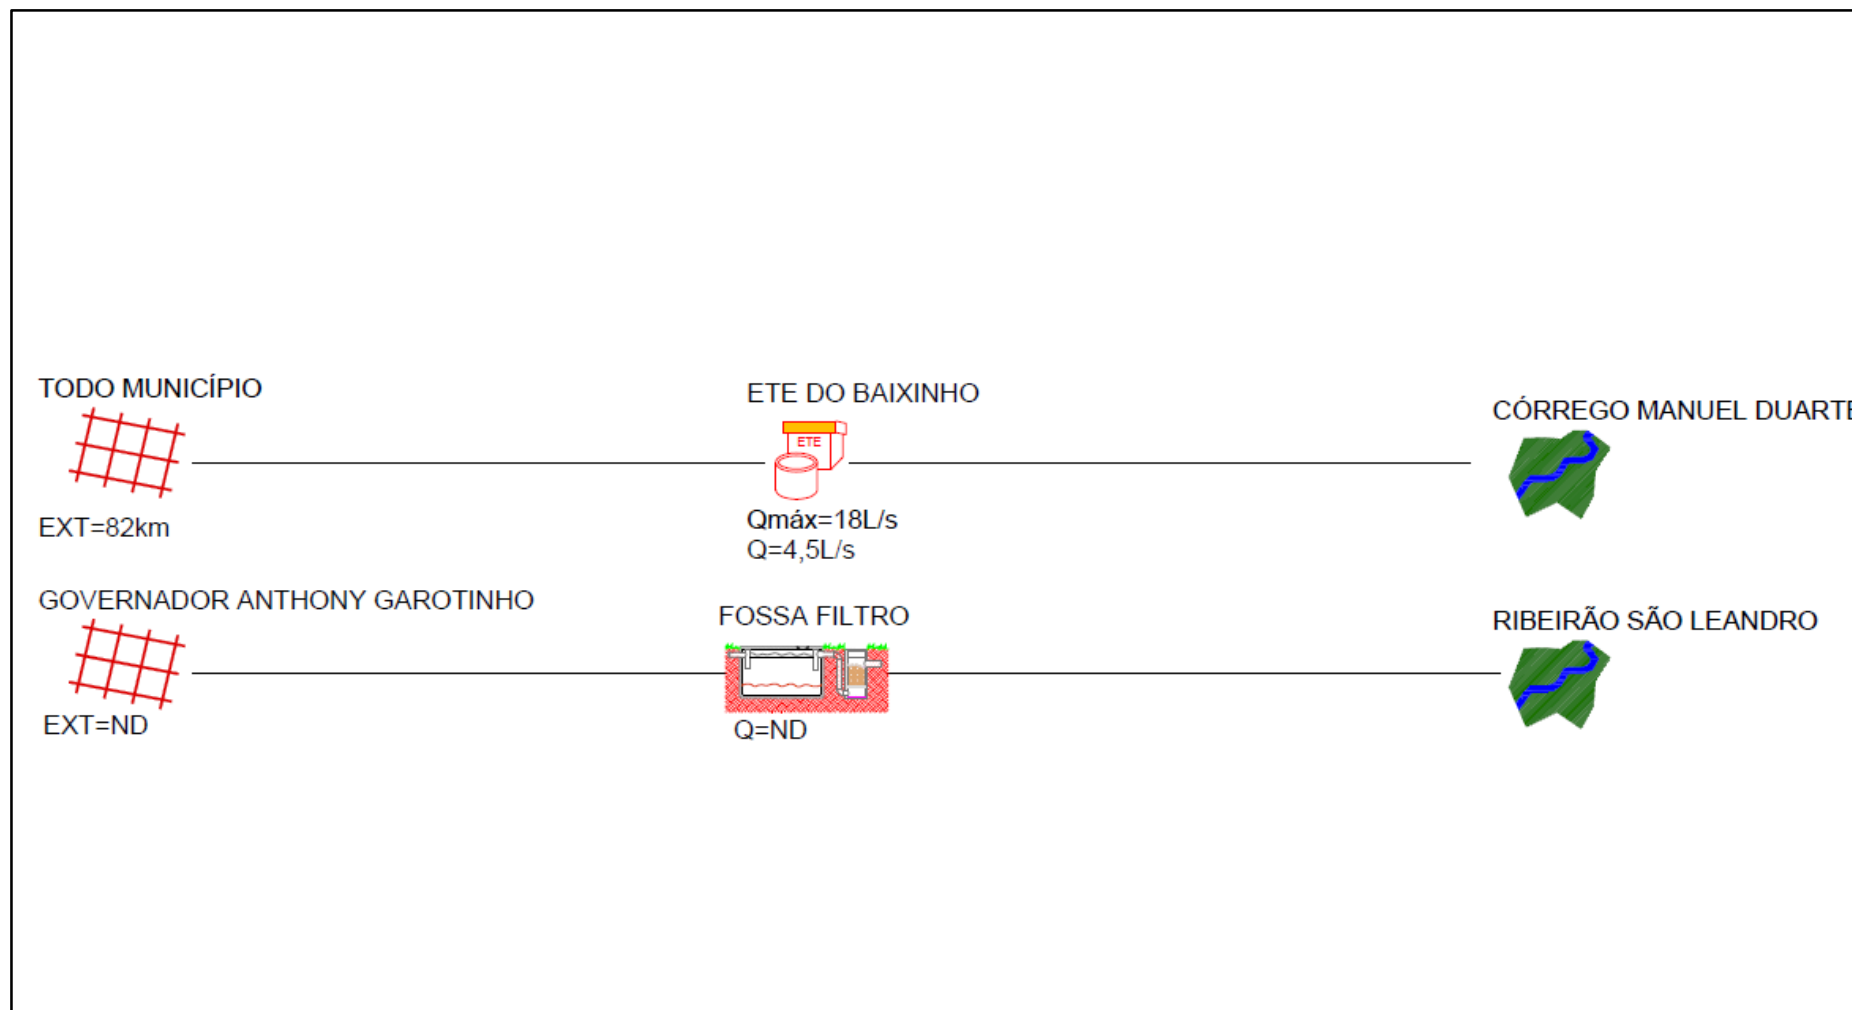 TODO MUNICÍPIO
ETE DO BAIXINHO
CÓRREGO MANUEL DUARTE
ETE
EXT=82km
Qmáx=18L/s
Q=4,5L/s
GOVERNADOR ANTHONY GAROTINHO
FOSSA FILTRO
RIBEIRÃO SÃO LEANDRO
EXT=ND
Q=ND